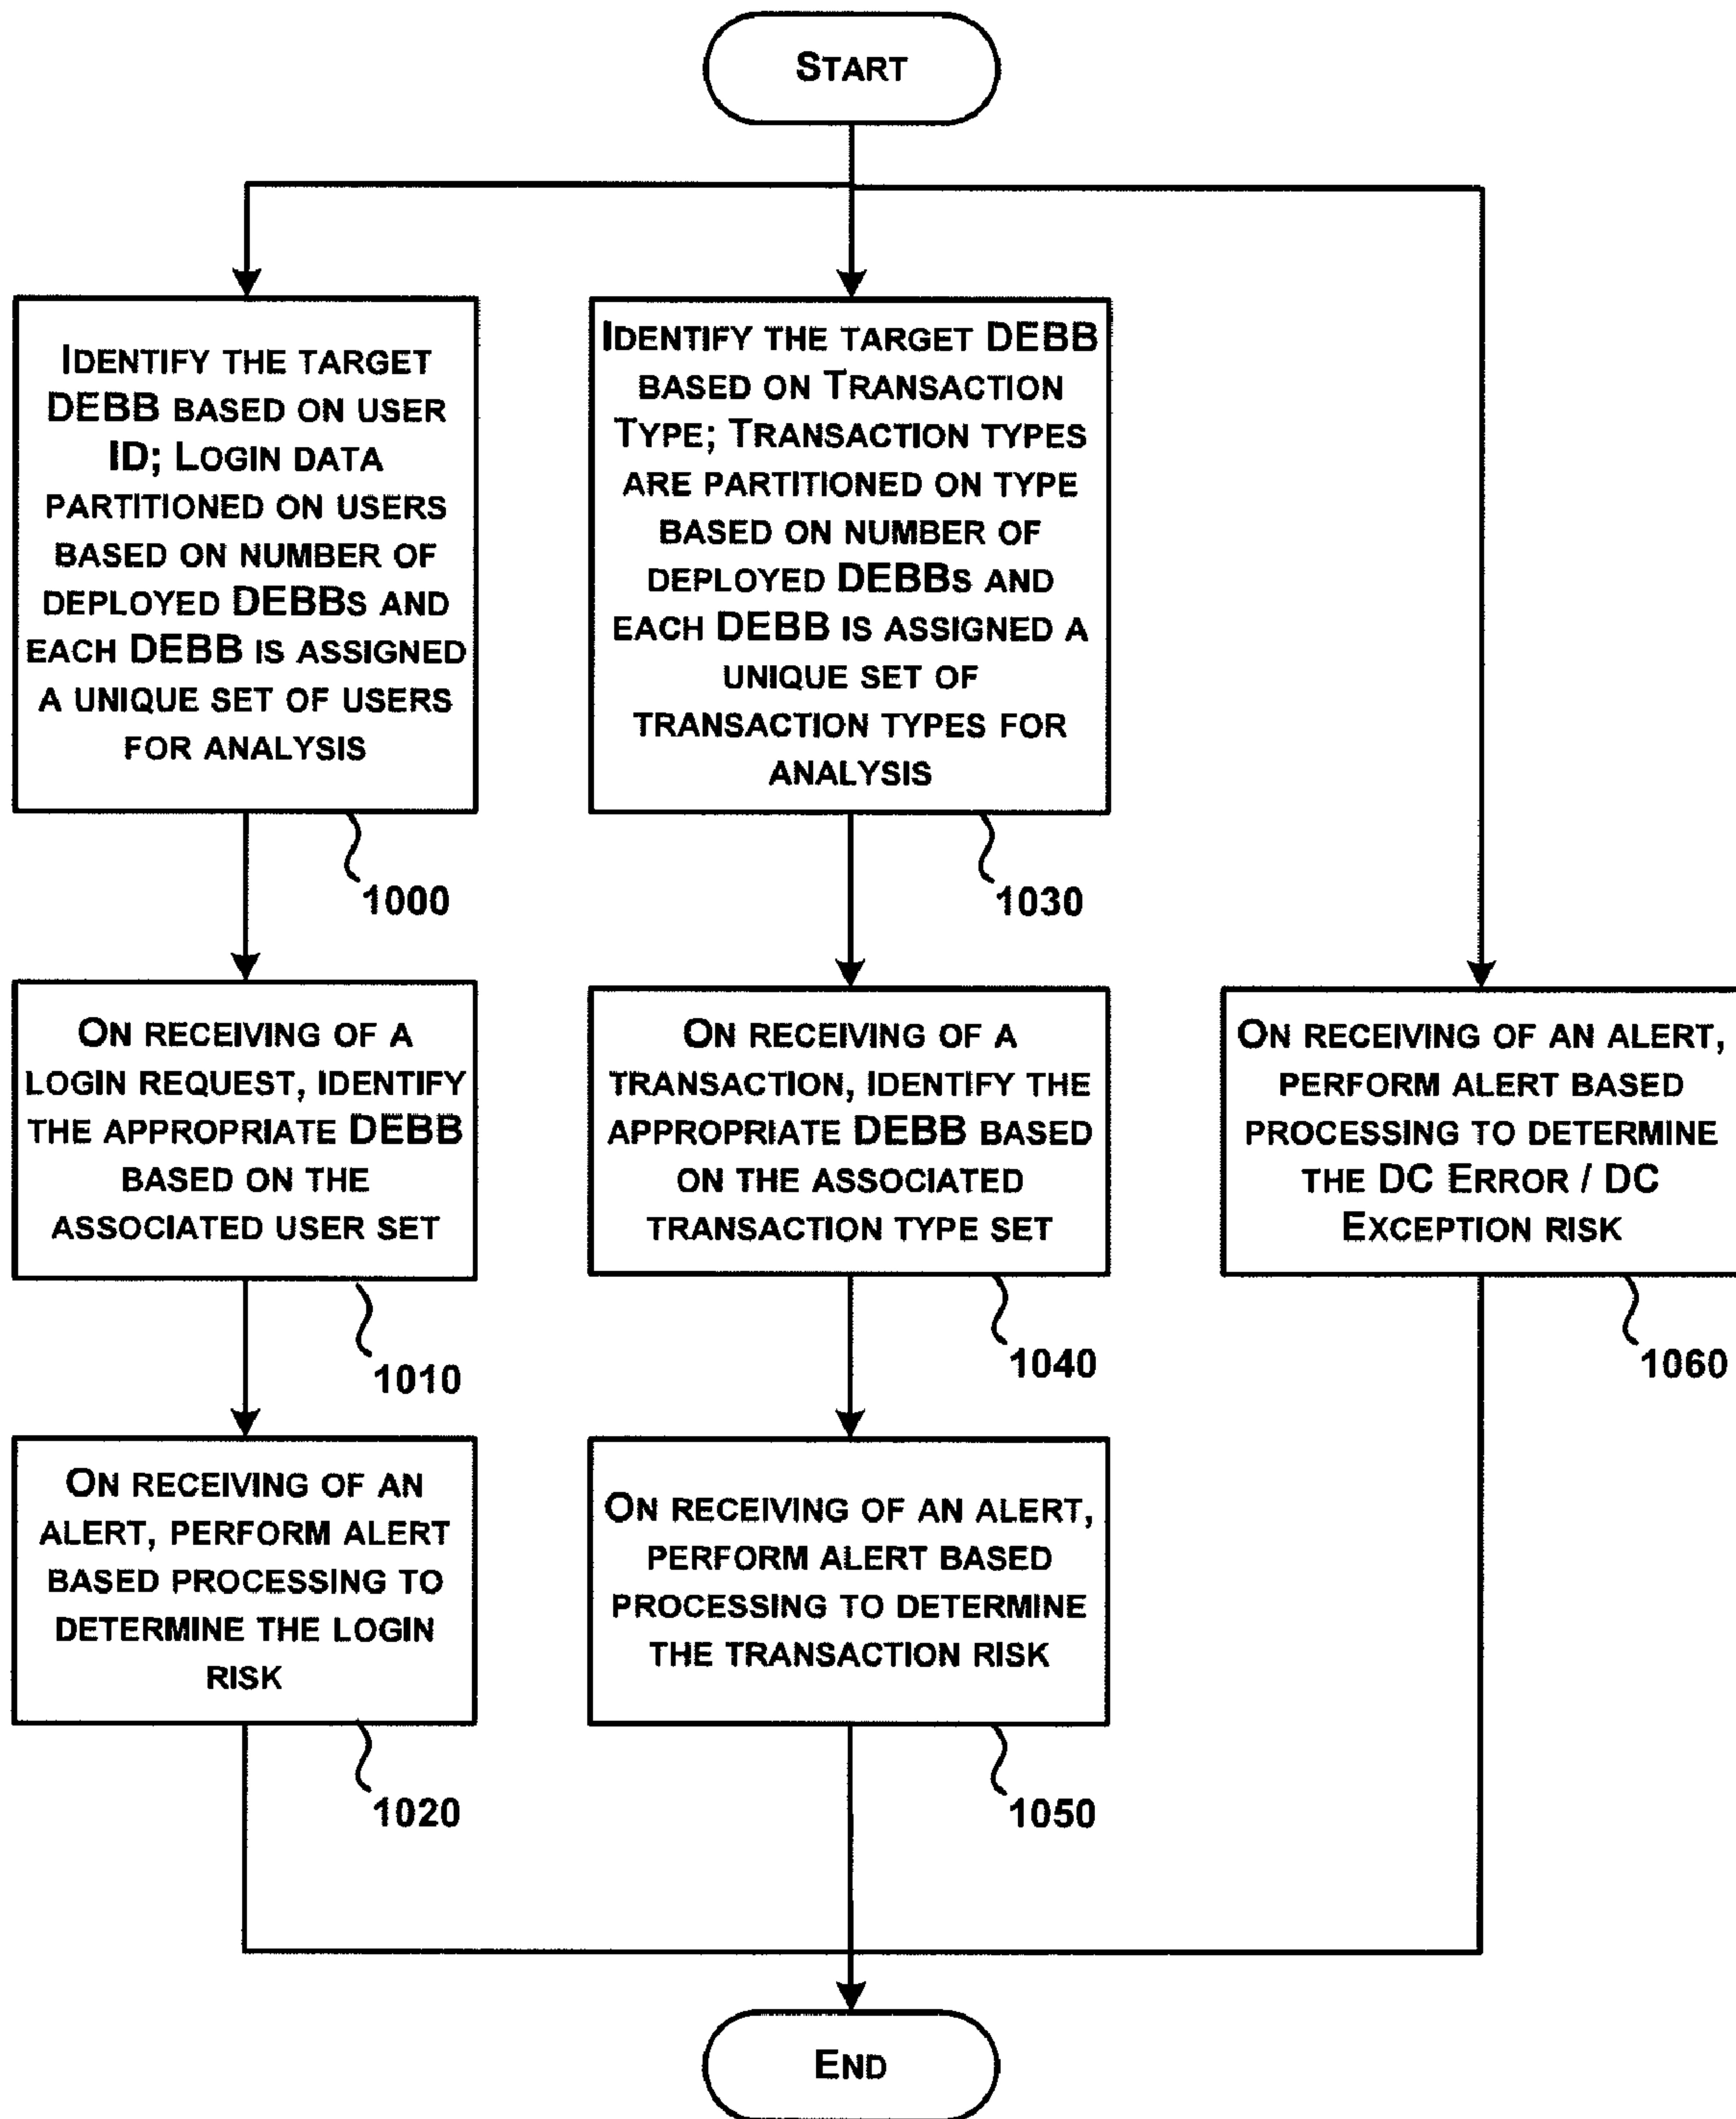 START
IDENTIFY THE TARGET
DEBB BASED ON USER
ID; LOGIN DATA
PARTITIONED ON USERS
BASED ON NUMBER OF
DEPLOYED DEBBS AND
EACH DEBB IS ASSIGNED
A UNIQUE SET OF USERS
FOR ANALYSIS
1000
ON RECEIVING OF A
LOGIN REQUEST, IDENTIFY
THE APPROPRIATE DEBB
BASED ON THE
ASSOCIATED USER SET
1010
ON RECEIVING OF AN
ALERT, PERFORM ALERT
BASED PROCESSING TO
DETERMINE THE LOGIN
RISK
1020
IDENTIFY THE TARGET DEBB
BASED ON TRANSACTION
TYPE; TRANSACTION TYPES
ARE PARTITIONED ON TYPE
BASED ON NUMBER OF
DEPLOYED DEBBS AND
EACH DEBB IS ASSIGNED A
UNIQUE SET OF
TRANSACTION TYPES FOR
ANALYSIS
1030
ON RECEIVING OF A
TRANSACTION, IDENTIFY THE
APPROPRIATE DEBB BASED
ON THE ASSOCIATED
TRANSACTION TYPE SET
1040
ON RECEIVING OF AN ALERT,
PERFORM ALERT BASED
PROCESSING TO DETERMINE
THE TRANSACTION RISK
1050
ON RECEIVING OF AN ALERT,
PERFORM ALERT BASED
PROCESSING TO DETERMINE
THE DC ERROR / DC
EXCEPTION RISK
1060
END